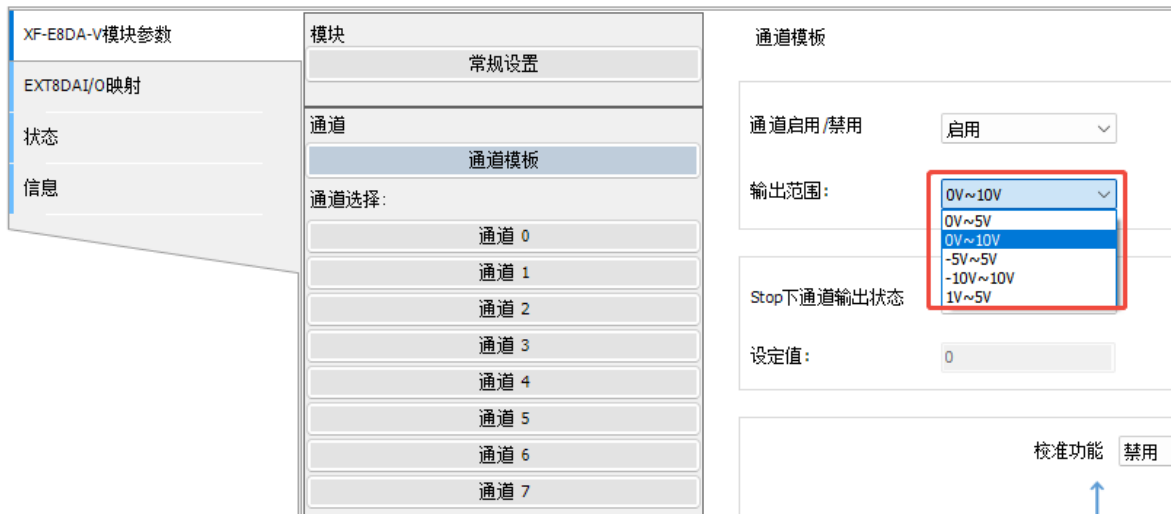 XF-E8DA-V模块参数
EXT8DAI/O映射
状态
信息
模块
常规设置
通道
通道模板
通道选择:
通道 0
通道 1
通道 2
通道 3
通道 4
通道 5
通道 6
通道 7
通道模板
通道启用/禁用
启用
输出范围:
0V~10V
0V~5V
0V~10V
-5V~5V
-10V~10V
1V~5V
Stop下通道输出状态
设定值:
0
校准功能
禁用